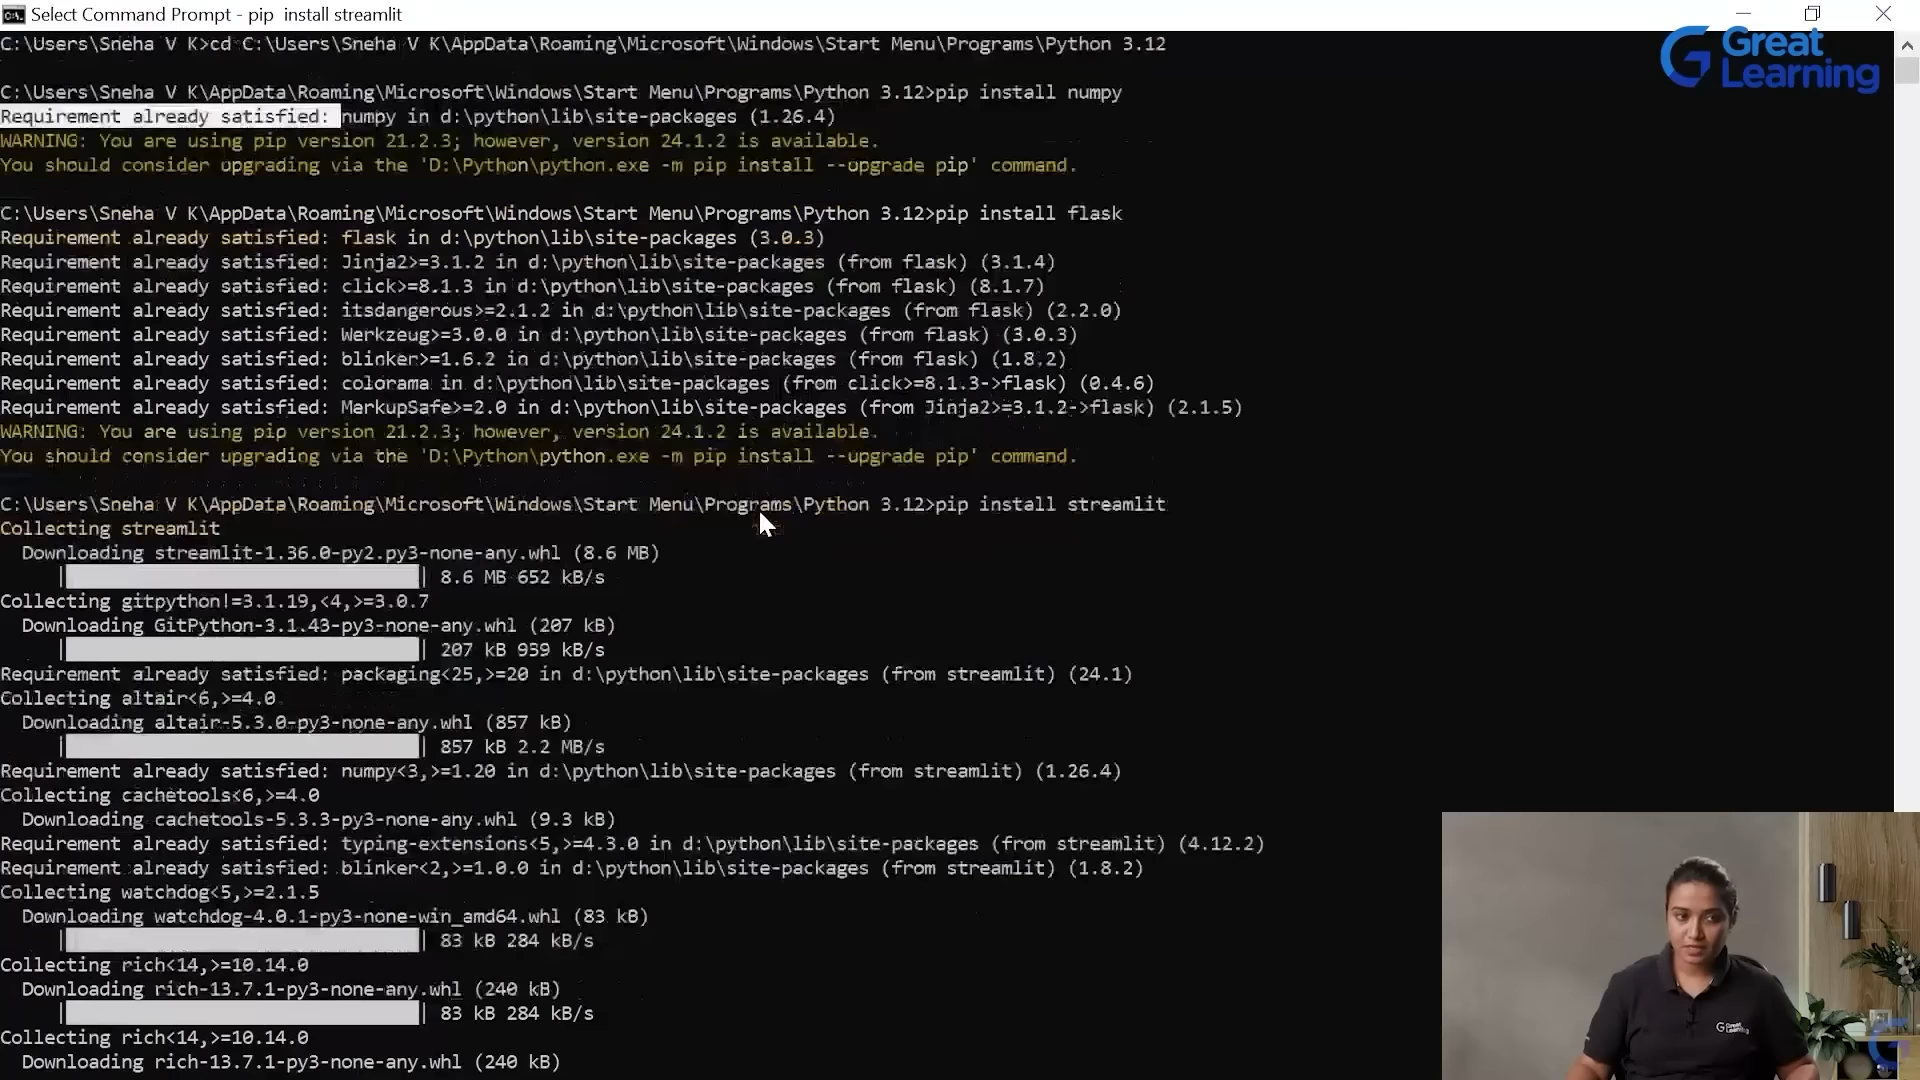 Select Command Prompt - pip  install streamlit
C:\Users\Sneha V K>cd C:\Users\Sneha V K\AppData\Roaming\Microsoft\Windows\Start Menu\Programs\Python 3.12
Great Learning
C:\Users\Sneha V K\AppData\Roaming\Microsoft\Windows\Start Menu\Programs\Python 3.12>pip install numpy
Requirement already satisfied: numpy in d:\python\lib\site-packages (1.26.4)
WARNING: You are using pip version 21.2.3; however, version 24.1.2 is available.
You should consider upgrading via the 'D:\Python\python.exe -m pip install --upgrade pip' command.
C:\Users\Sneha V K\AppData\Roaming\Microsoft\Windows\Start Menu\Programs\Python 3.12>pip install flask
Requirement already satisfied: flask in d:\python\lib\site-packages (3.0.3)
Requirement already satisfied: Jinja2>=3.1.2 in d:\python\lib\site-packages (from flask) (3.1.4)
Requirement already satisfied: click>=8.1.3 in d:\python\lib\site-packages (from flask) (8.1.7)
Requirement already satisfied: itsdangerous>=2.1.2 in d:\python\lib\site-packages (from flask) (2.2.0)
Requirement already satisfied: Werkzeug>=3.0.0 in d:\python\lib\site-packages (from flask) (3.0.3)
Requirement already satisfied: blinker>=1.6.2 in d:\python\lib\site-packages (from flask) (1.8.2)
Requirement already satisfied: colorama in d:\python\lib\site-packages (from click>=8.1.3->flask) (0.4.6)
Requirement already satisfied: MarkupSafe>=2.0 in d:\python\lib\site-packages (from Jinja2>=3.1.2->flask) (2.1.5)
WARNING: You are using pip version 21.2.3; however, version 24.1.2 is available.
You should consider upgrading via the 'D:\Python\python.exe -m pip install --upgrade pip' command.
C:\Users\Sneha V K\AppData\Roaming\Microsoft\Windows\Start Menu\Programs\Python 3.12>pip install streamlit
Collecting streamlit
Downloading streamlit-1.36.0-py2.py3-none-any.whl (8.6 MB)
| | 8.6 MB 652 kB/s
Collecting gitpython!=3.1.19,<4,>=3.0.7
Downloading GitPython-3.1.43-py3-none-any.whl (207 kB)
| | 207 kB 959 kB/s
Requirement already satisfied: packaging<25,>=20 in d:\python\lib\site-packages (from streamlit) (24.1)
Collecting altair<6,>=4.0
Downloading altair-5.3.0-py3-none-any.whl (857 kB)
| | 857 kB 2.2 MB/s
Requirement already satisfied: numpy<3,>=1.20 in d:\python\lib\site-packages (from streamlit) (1.26.4)
Collecting cachetools<6,>=4.0
Downloading cachetools-5.3.3-py3-none-any.whl (9.3 kB)
Requirement already satisfied: typing-extensions<5,>=4.3.0 in d:\python\lib\site-packages (from streamlit) (4.12.2)
Requirement already satisfied: blinker<2,>=1.0.0 in d:\python\lib\site-packages (from streamlit) (1.8.2)
Collecting watchdog<5,>=2.1.5
Downloading watchdog-4.0.1-py3-none-win_amd64.whl (83 kB)
| | 83 kB 284 kB/s
Collecting rich<14,>=10.14.0
Downloading rich-13.7.1-py3-none-any.whl (240 kB)
| | 83 kB 284 kB/s
Collecting rich<14,>=10.14.0
Downloading rich-13.7.1-py3-none-any.whl (240 kB)
Great Learning